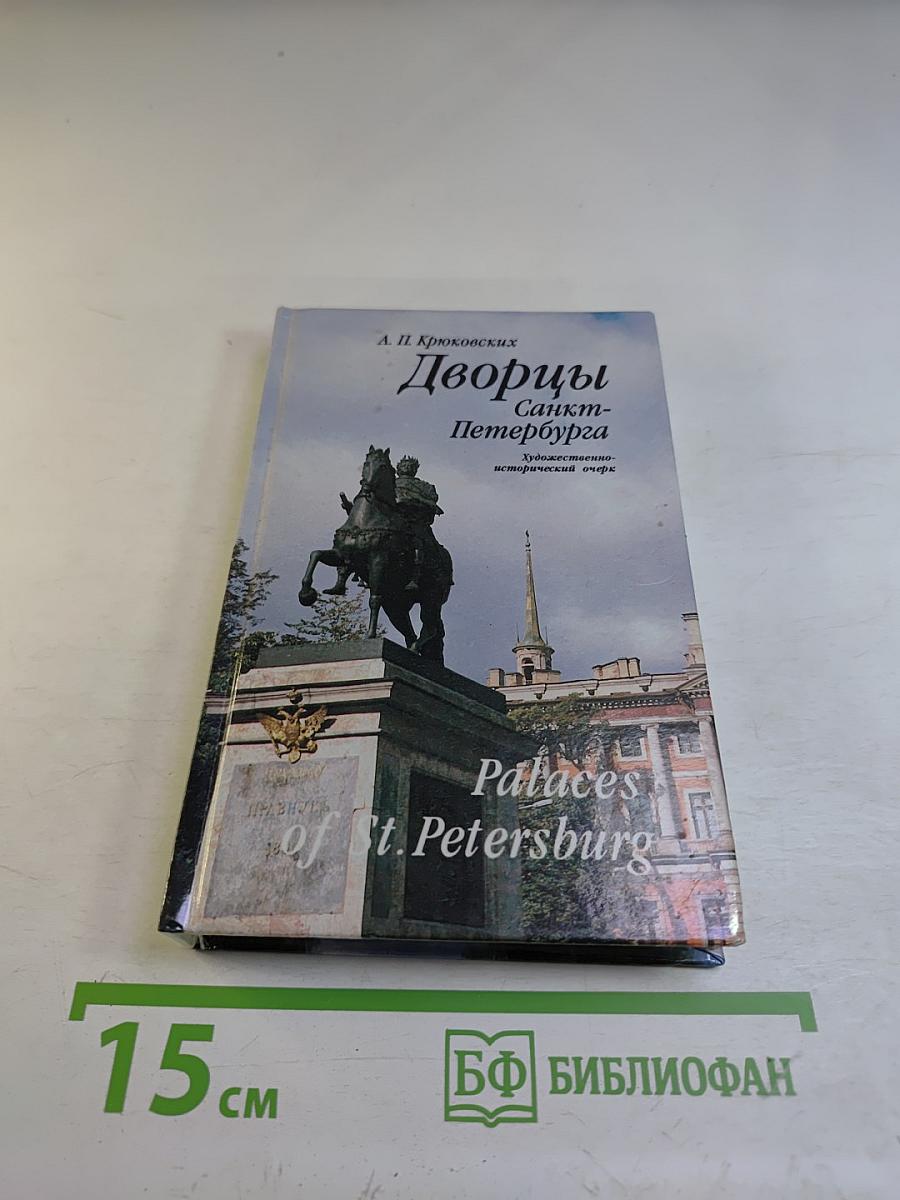 А. П. Крюковских
Дворцы
Санкт-
Петербурга
Художественно-
исторический очерк
Palaces
of St. Petersburg
15 см
БФ БИБЛИОФАН